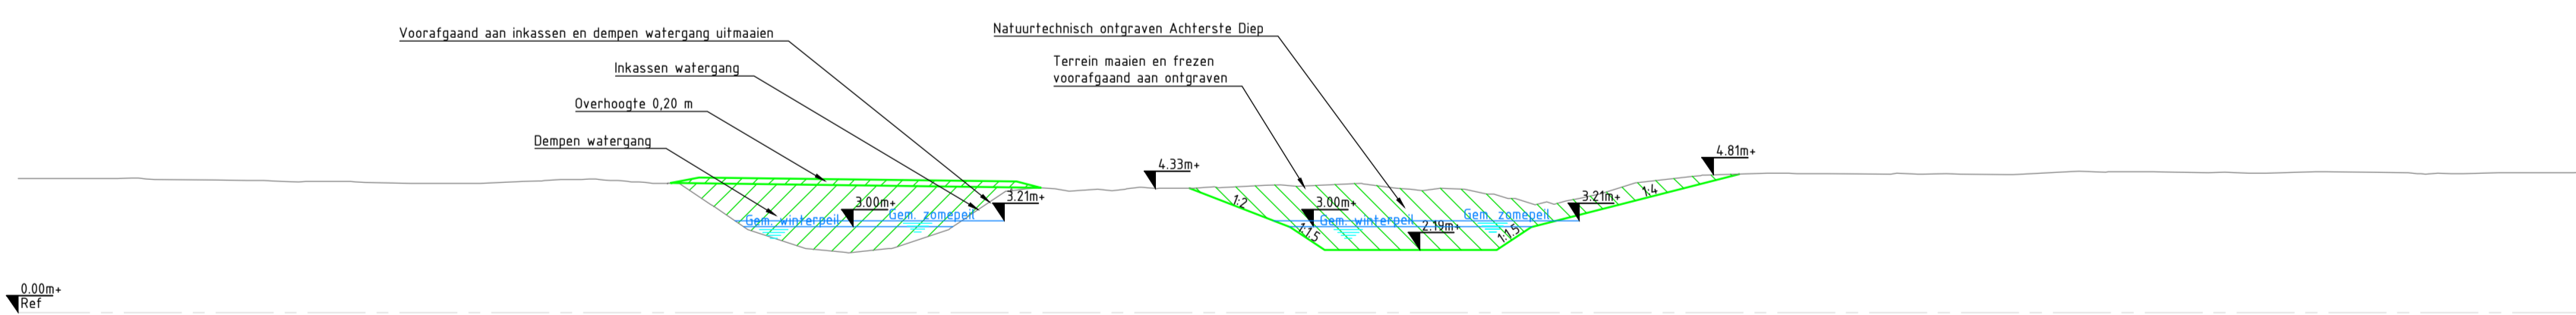 Voorafgaand aan inkassen en dempen watergang uitmaaien
Inkassen watergang
Overhoogte 0,20 m
Dempen watergang
Natuurtechnisch ontgraven Achterste Diep
Terrein maaien en frezen
voorafgaand aan ontgraven
4.33m+
4.81m+
3.00m+
3.21m+
Gem. winterpeil
Gem. zomepeil
1:2
3.00m+
3.21m+
1:4
Gem. winterpeil
Gem. zomepeil
2.19m+
1:1.5
1:1.5
0.00m+
Ref